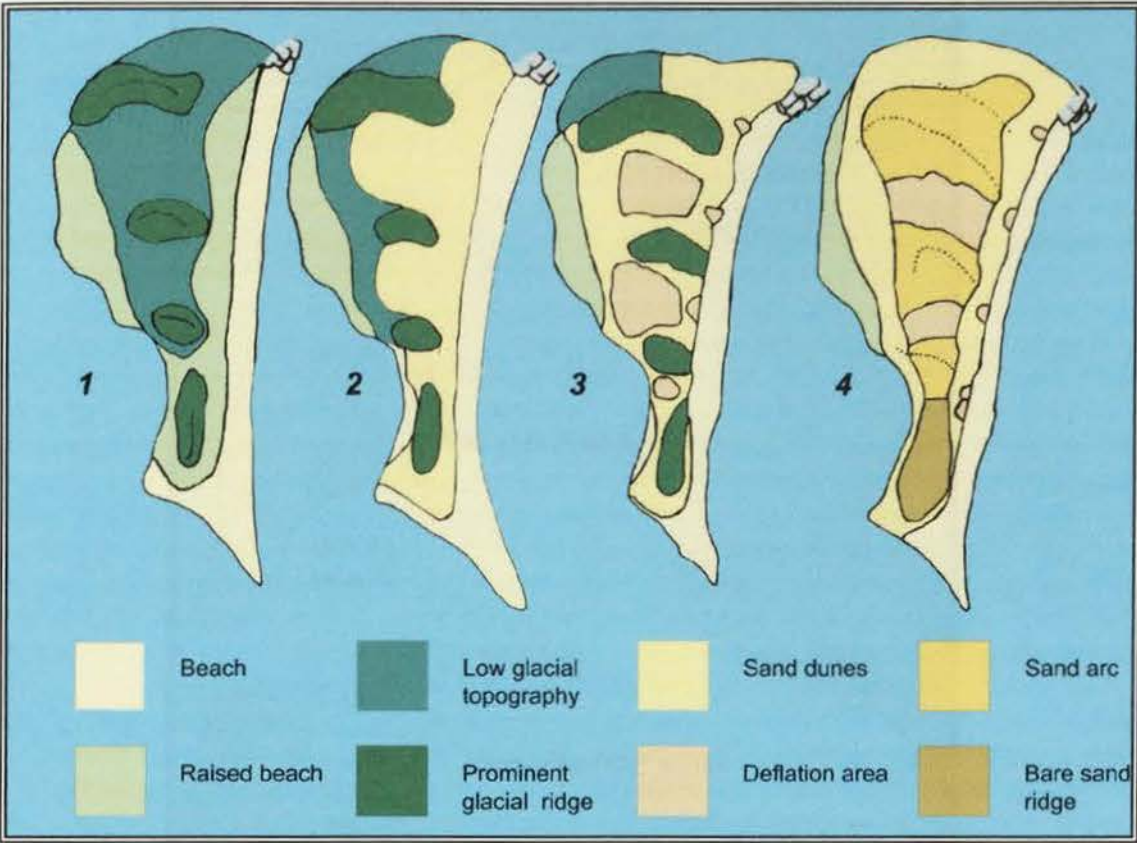 1
2
3
4
Beach
Low glacial
topography
Sand dunes
Sand arc
Raised beach
Prominent
glacial ridge
Deflation area
Bare sand
ridge